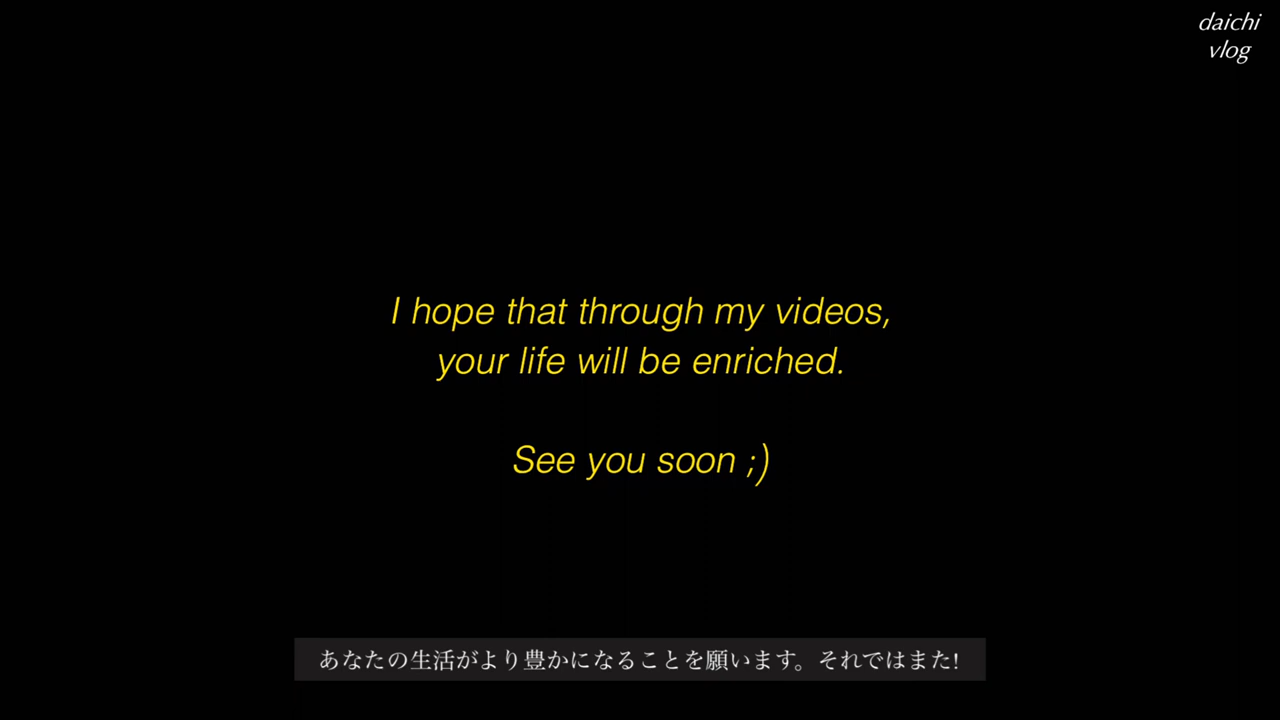 daichi
vlog
I hope that through my videos,
your life will be enriched.
See you soon ;)
あなたの生活がより豊かになることを願います。それではまた!